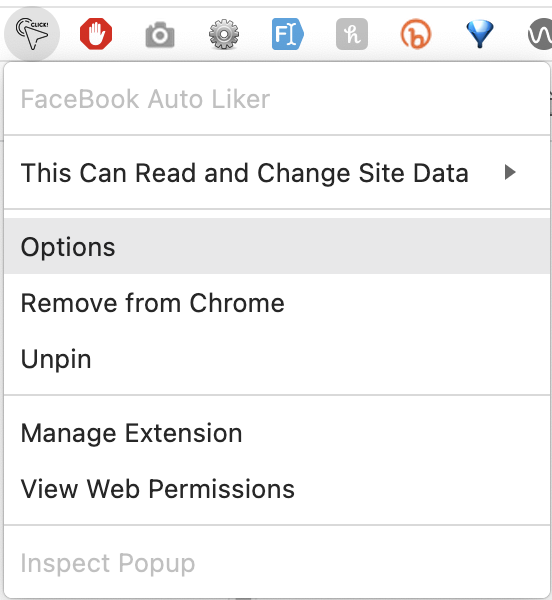 CLICK!
FI
h
b
FaceBook Auto Liker
This Can Read and Change Site Data
Options
Remove from Chrome
Unpin
Manage Extension
View Web Permissions
Inspect Popup